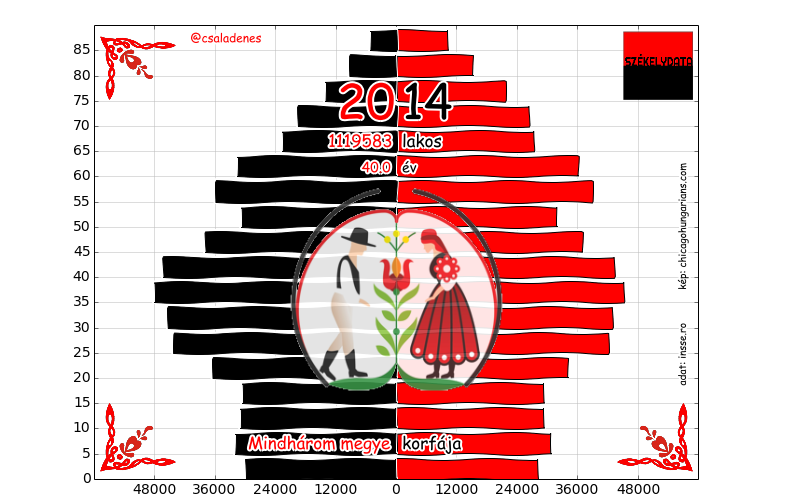 @csaladenes
SZÉKELYDATA
2014
1119583 lakos
40.0 év
kép: chicagohungarians.com
adat: insse.ro
Mindhárom megye korfája
85
80
75
70
65
60
55
50
45
40
35
30
25
20
15
10
5
0
48000 36000 24000 12000 0 12000 24000 36000 48000